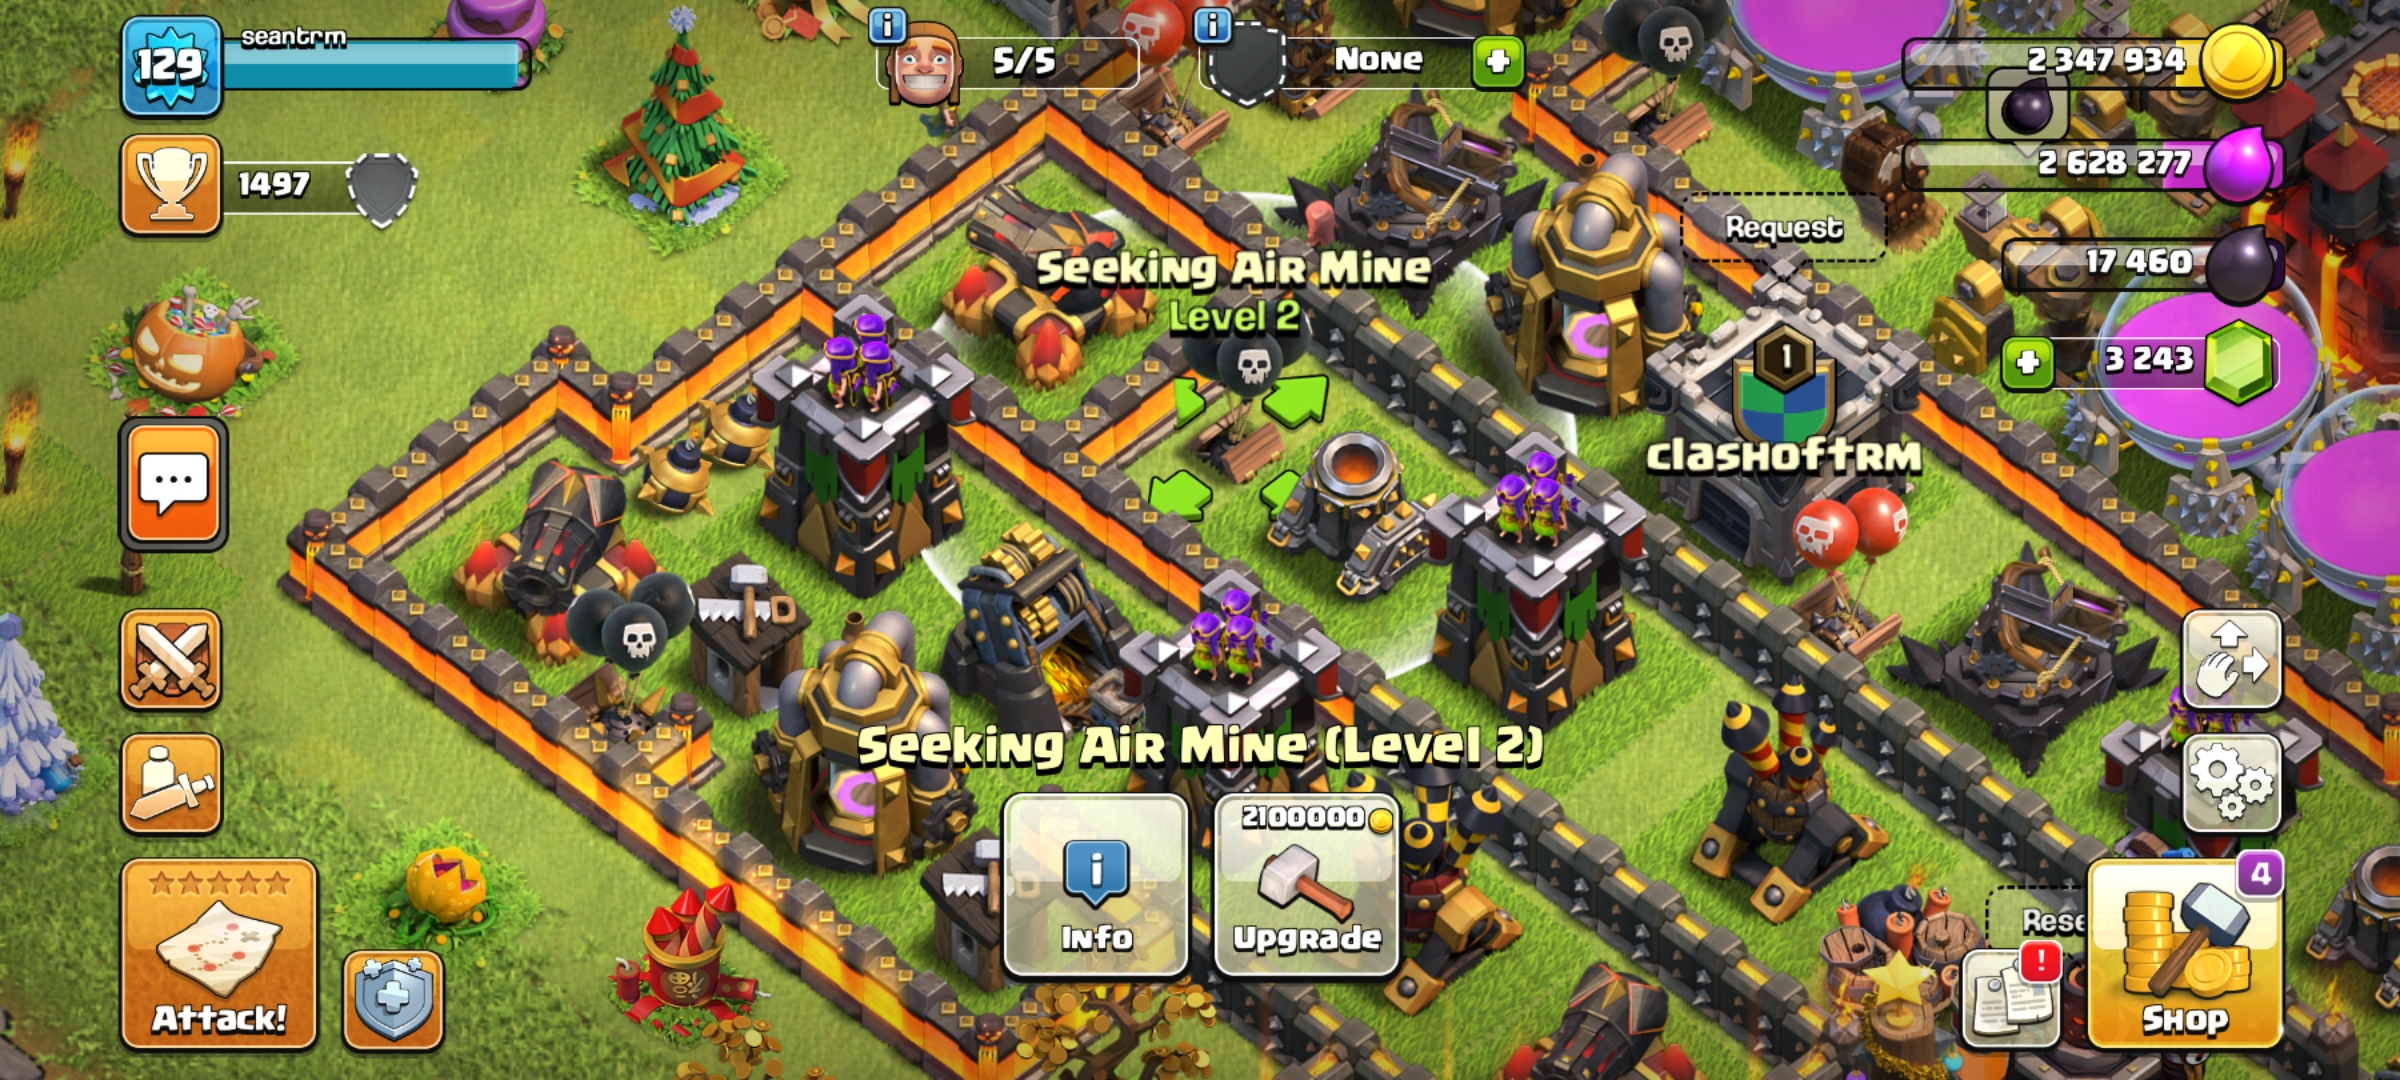 129
seantrm
5/5
None
2 347 934
1497
2 628 277
Request
17 460
Seeking Air Mine
Level 2
3 243
1
clashoftRM
Seeking Air Mine (Level 2)
2100000
Info
Upgrade
4
Rese
!
Attack!
Shop